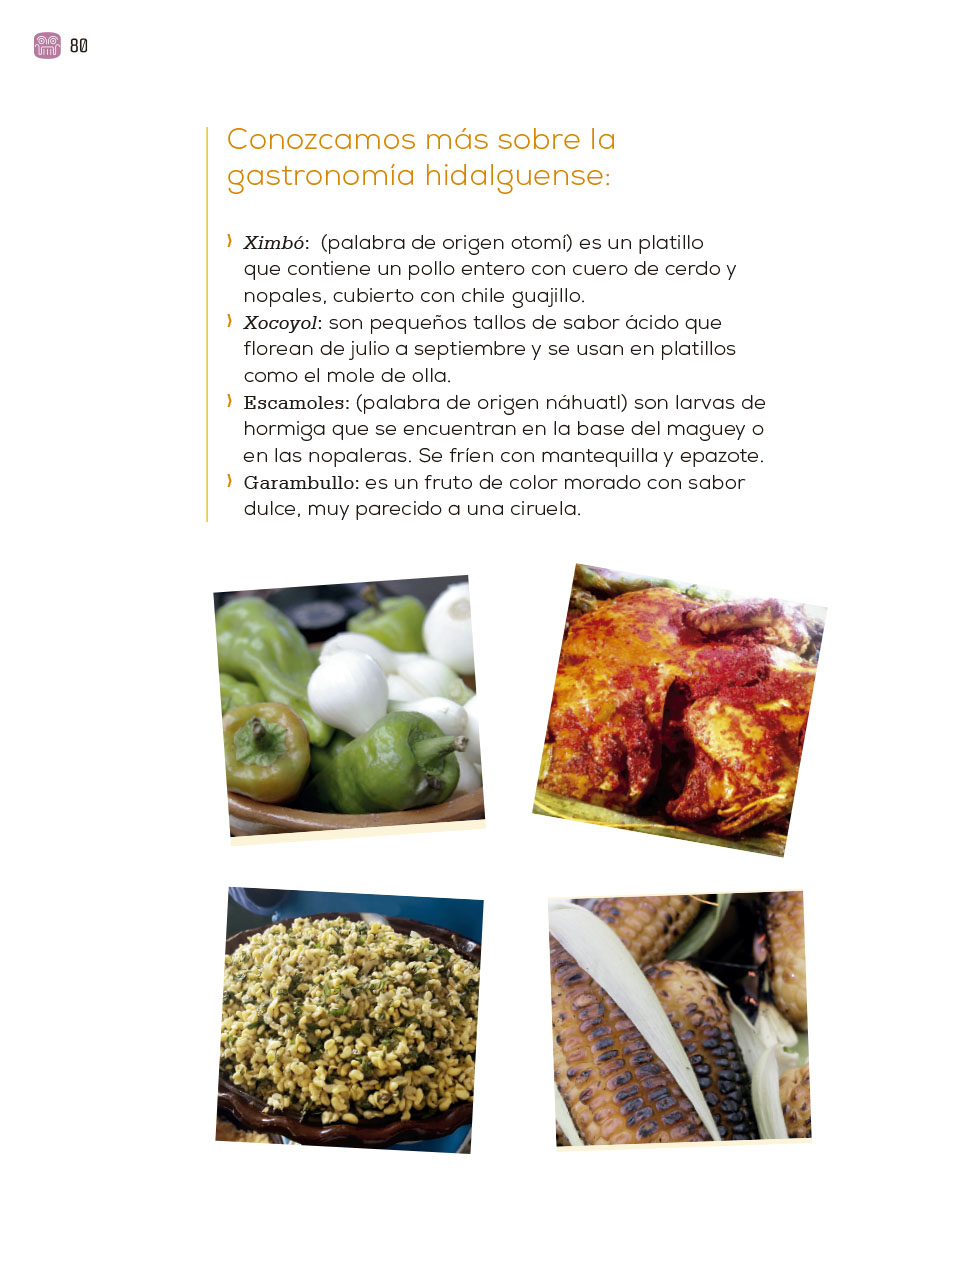 80
Conozcamos más sobre la
gastronomía hidalguense:
Ximbó: (palabra de origen otomí) es un platillo
que contiene un pollo entero con cuero de cerdo y
nopales, cubierto con chile guajillo.
Xocoyol: son pequeños tallos de sabor ácido que
florean de julio a septiembre y se usan en platillos
como el mole de olla.
Escamoles: (palabra de origen náhuatl) son larvas de
hormiga que se encuentran en la base del maguey o
en las nopaleras. Se fríen con mantequilla y epazote.
Garambullo: es un fruto de color morado con sabor
dulce, muy parecido a una ciruela.